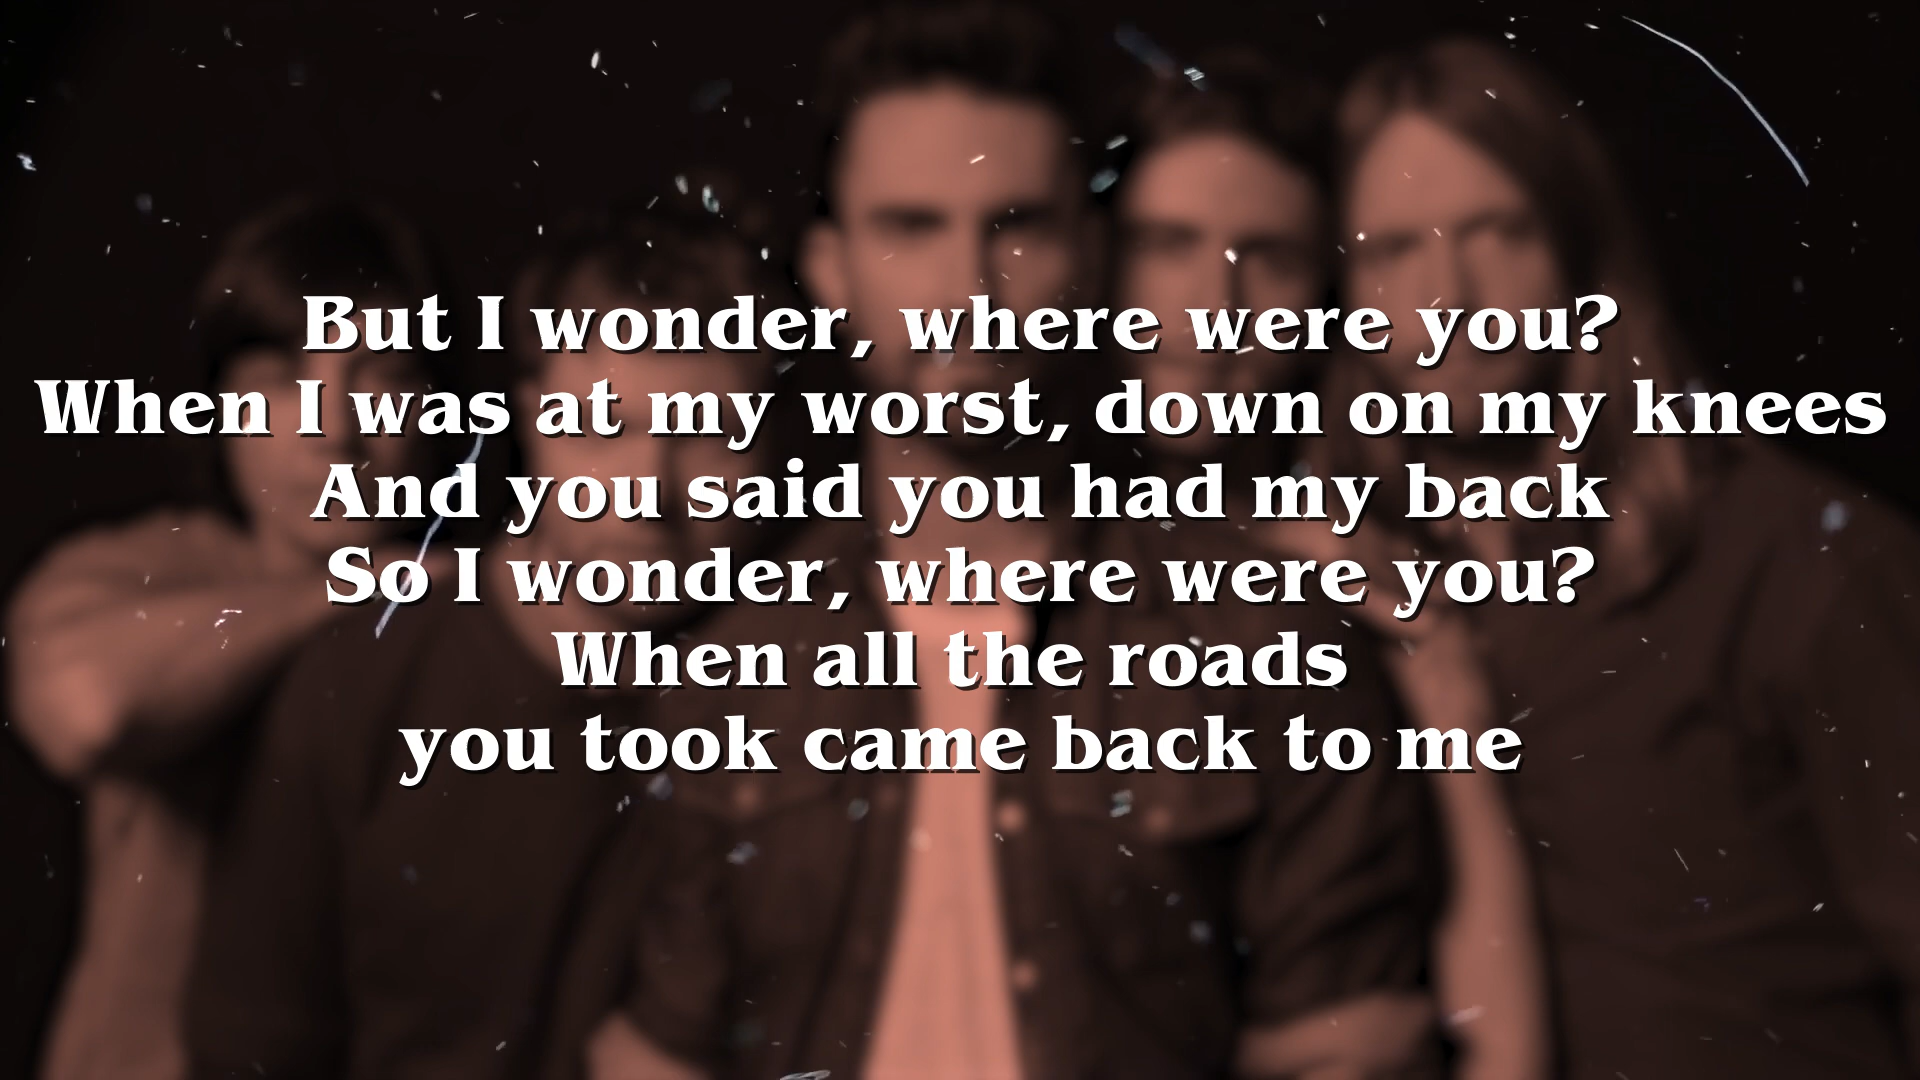 But I wonder, where were you?
When I was at my worst, down on my knees
And you said you had my back
So I wonder, where were you?
When all the roads
you took came back to me